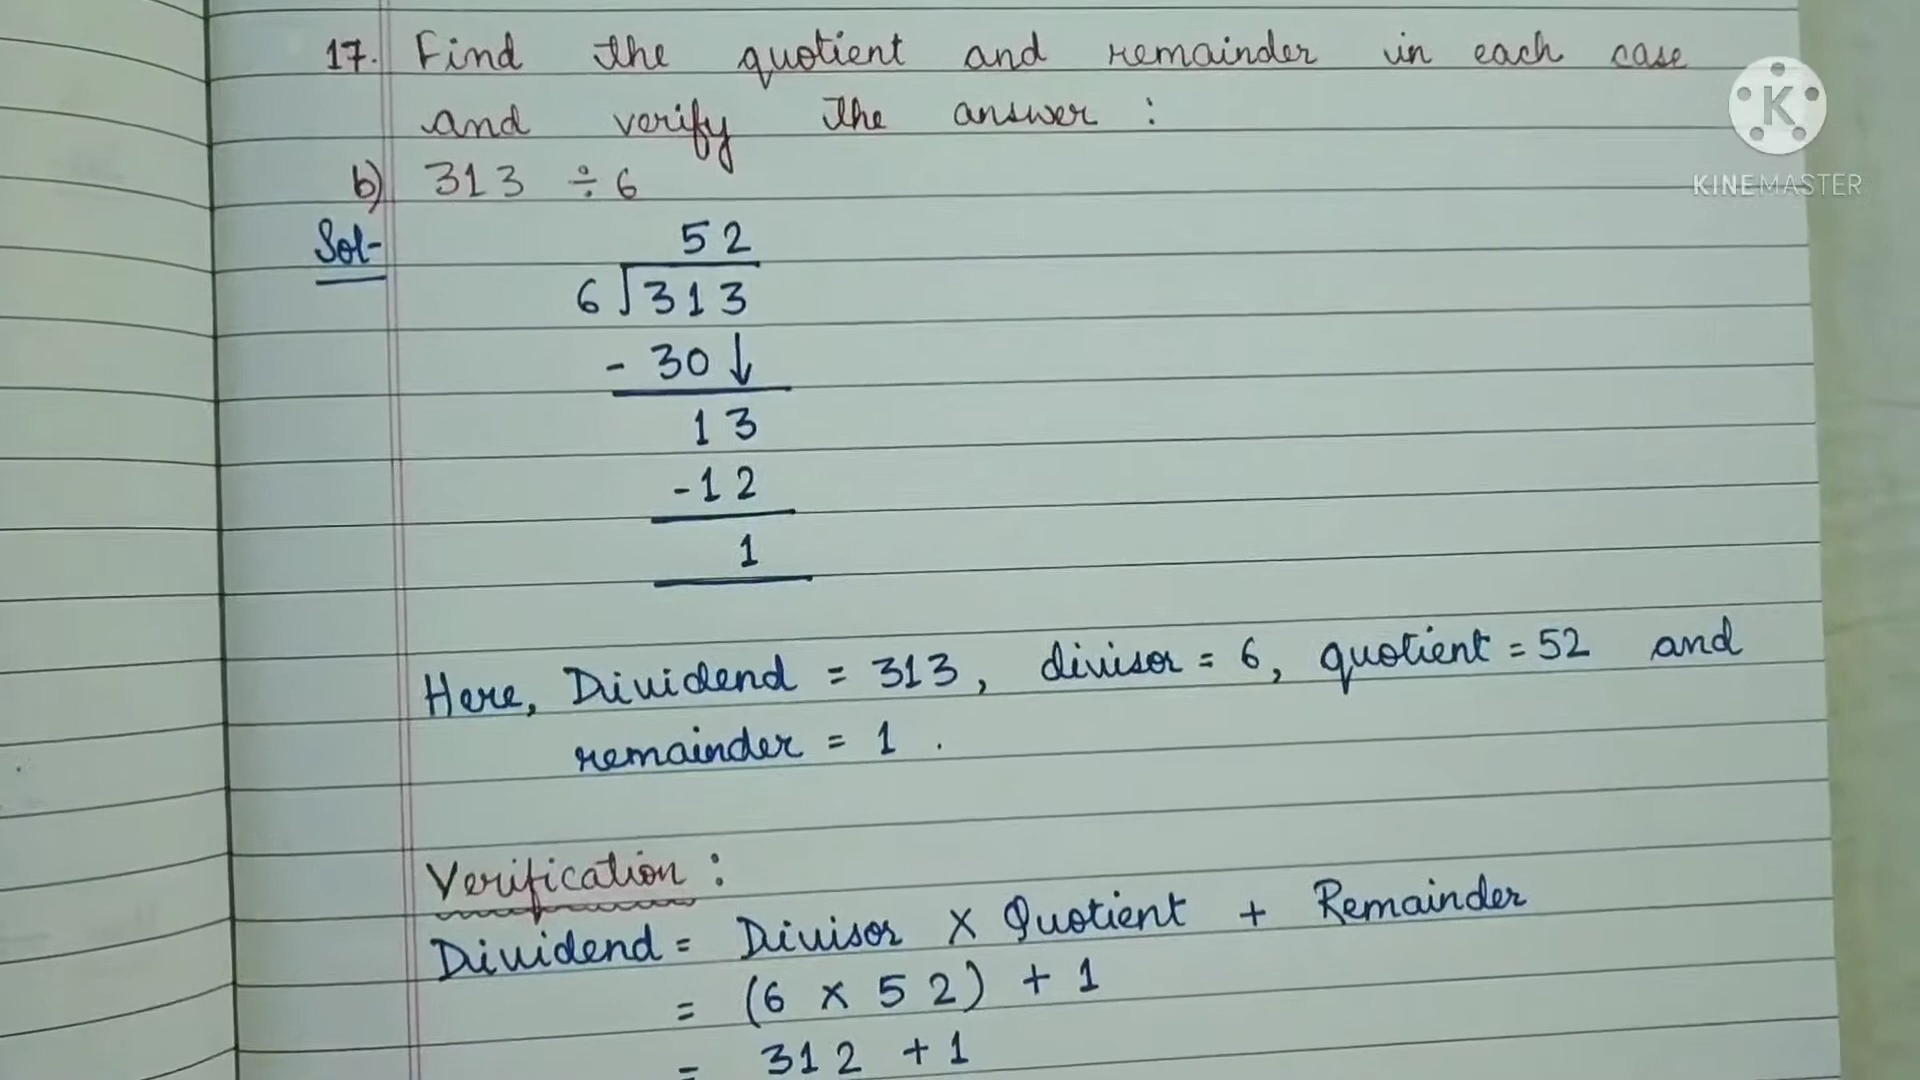 17. Find the quotient and remainder in each case
and verify the answer :
K
KINEMASTER
b) 313 ÷ 6
Sol-
52
6 313
- 30 ↓
13
-12
1
Here, Dividend = 313, divisor = 6, quotient = 52 and
remainder = 1 .
Verification :
Dividend = Divisor X Quotient + Remainder
= (6 x 52) + 1
= 312 + 1